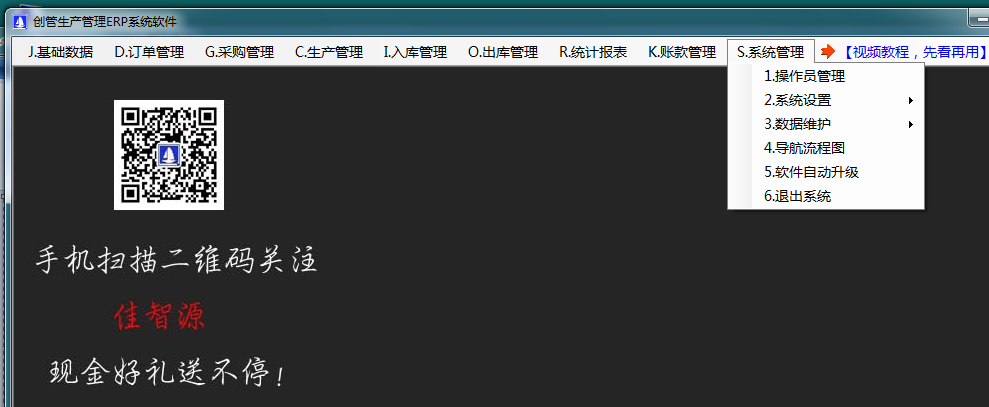 创管生产管理ERP系统软件
J.基础数据 D.订单管理 G.采购管理 C.生产管理 I.入库管理 O.出库管理 R.统计报表 K.账款管理 S.系统管理 【视频教程，先看再用】
1.操作员管理
2.系统设置
3.数据维护
4.导航流程图
5.软件自动升级
6.退出系统
手机扫描二维码关注
佳智源
现金好礼送不停！